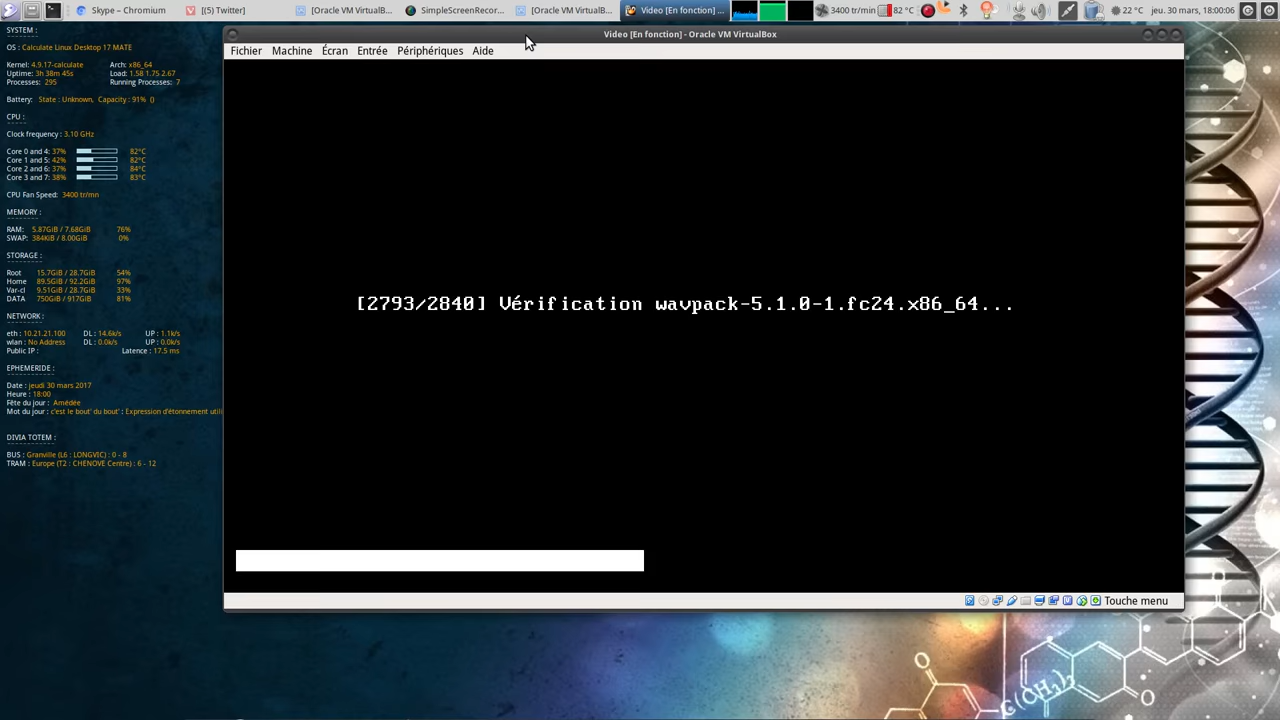 Skype – Chromium
[(5) Twitter]
[Oracle VM VirtualB...
SimpleScreenRecor...
[Oracle VM VirtualB...
Video [En fonction] ...
3400 tr/min
82 °C
22 °C
jeu. 30 mars, 18:00:06
Video [En fonction] - Oracle VM VirtualBox
Fichier Machine Écran Entrée Périphériques Aide
SYSTEM :
OS : Calculate Linux Desktop 17 MATE
Kernel: 4.9.17-calculate Arch: x86_64
Uptime: 3h 38m 45s Load: 1.58 1.75 2.67
Processes: 295 Running Processes: 7
Battery: State : Unknown, Capacity : 91% ()
CPU :
Clock frequency : 3.10 GHz
Core 0 and 4: 37% 82°C
Core 1 and 5: 42% 82°C
Core 2 and 6: 37% 84°C
Core 3 and 7: 38% 83°C
CPU Fan Speed: 3400 tr/mn
MEMORY :
RAM: 5.87GiB / 7.68GiB 76%
SWAP: 384KiB / 8.00GiB 0%
STORAGE :
Root 15.7GiB / 28.7GiB 54%
Home 89.5GiB / 92.2GiB 97%
Var-cl 9.51GiB / 28.7GiB 33%
DATA 750GiB / 917GiB 81%
NETWORK :
eth : 10.21.21.100 DL : 14.6k/s UP : 1.1k/s
wlan : No Address DL : 0.0k/s UP : 0.0k/s
Public IP : Latence : 17.5 ms
EPHEMERIDE :
Date : jeudi 30 mars 2017
Heure : 18:00
Fête du jour : Amédée
Mot du jour : c'est le bout' du bout' : Expression d'étonnement utili
DIVIA TOTEM :
BUS : Granville (L6 : LONGVIC) : 0 - 8
TRAM : Europe (T2 : CHENOVE Centre) : 6 - 12
[2793/2840] Vérification wavpack-5.1.0-1.fc24.x86_64...
Touche menu
O
O
O
C(CH₃)₃